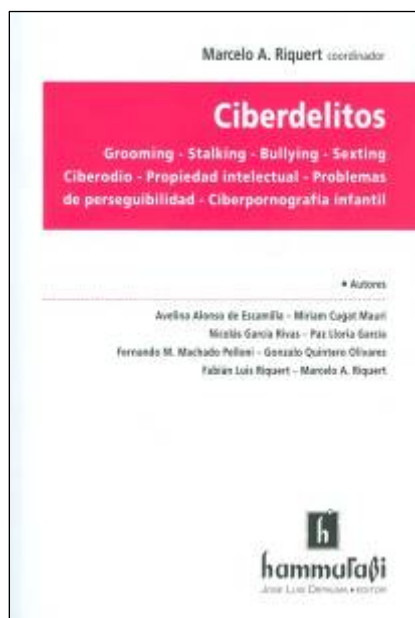 Marcelo A. Riquert coordinador
Ciberdelitos
Grooming - Stalking - Bullying - Sexting
Ciberodio - Propiedad intelectual - Problemas
de perseguibilidad - Ciberpornografía infantil
• Autores
Avelina Alonso de Escamilla - Miriam Cugat Mauri
Nicolás García Rivas - Paz Lloria García
Fernando M. Machado Pelloni - Gonzalo Quintero Olivares
Fabián Luis Riquert - Marcelo A. Riquert
h
hammurabi
JOSE LUIS DEPALMA • EDITOR